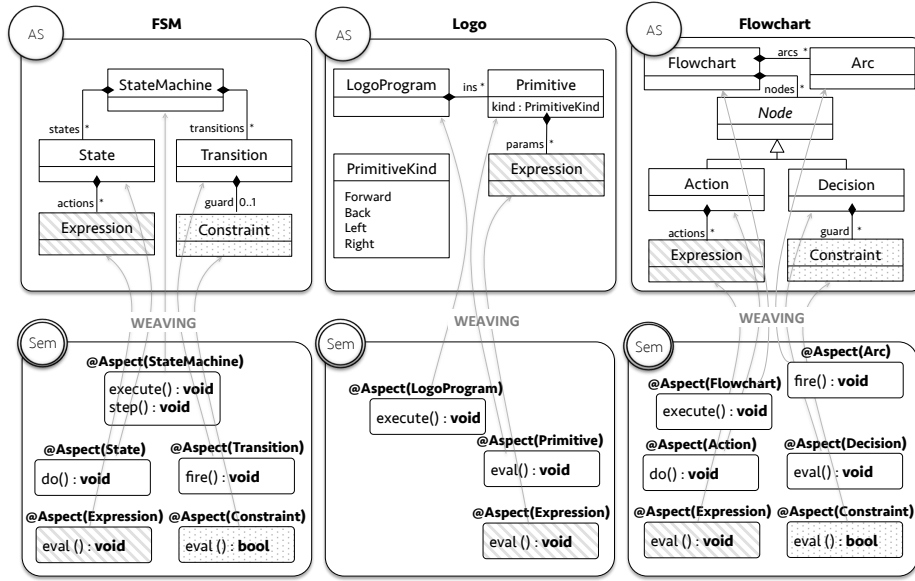 FSM
Logo
Flowchart
AS
StateMachine
states *
transitions *
State
Transition
actions *
guard 0..1
Expression
Constraint
AS
LogoProgram
ins *
Primitive
kind : PrimitiveKind
params *
PrimitiveKind
Forward
Back
Left
Right
Expression
AS
Flowchart
arcs *
Arc
nodes *
Node
Action
Decision
actions *
guard *
Expression
Constraint
WEAVING
WEAVING
WEAVING
Sem
@Aspect(StateMachine)
execute() : void
step() : void
@Aspect(State)
do() : void
@Aspect(Transition)
fire() : void
@Aspect(Expression)
eval () : void
@Aspect(Constraint)
eval () : bool
Sem
@Aspect(LogoProgram)
execute() : void
@Aspect(Primitive)
eval() : void
@Aspect(Expression)
eval () : void
Sem
@Aspect(Arc)
fire() : void
@Aspect(Flowchart)
execute() : void
@Aspect(Action)
do() : void
@Aspect(Decision)
eval() : void
@Aspect(Expression)
eval () : void
@Aspect(Constraint)
eval () : bool